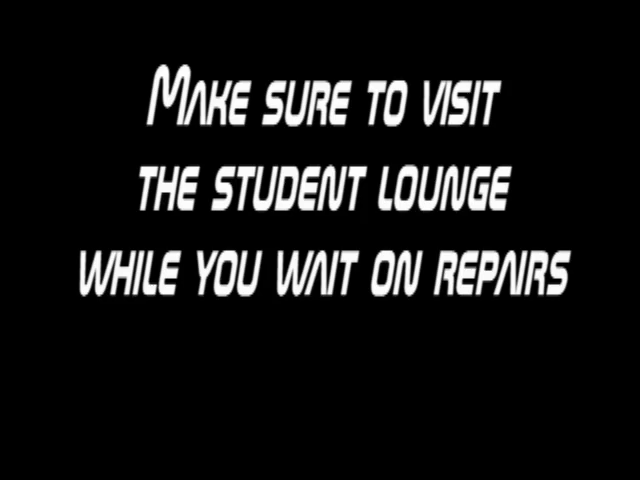 Make sure to visit
the student lounge
while you wait on repairs